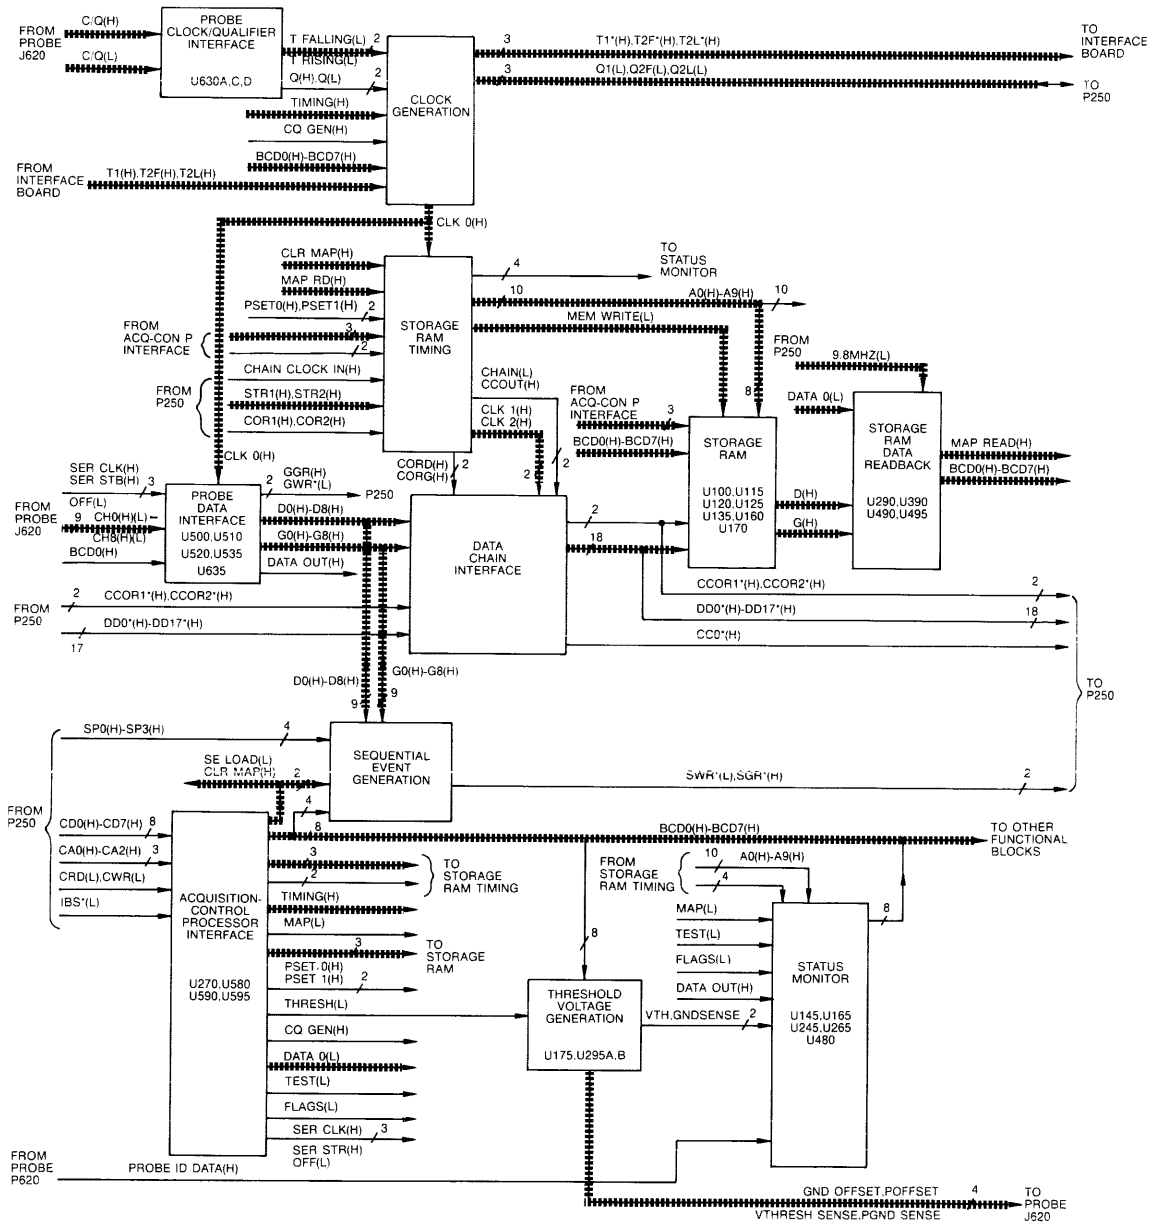 C/Q(H)
FROM
PROBE
J620
C/Q(L)
PROBE
CLOCK/QUALIFIER
INTERFACE
U630A,C,D
T FALLING(L)
2
T RISING(L)
Q(H),Q(L)
2
TIMING(H)
CQ GEN(H)
BCD0(H)-BCD7(H)
FROM
INTERFACE
BOARD
T1(H),T2F(H),T2L(H)
CLOCK
GENERATION
3
T1*(H),T2F*(H),T2L*(H)
TO
INTERFACE
BOARD
3
Q1(L),Q2F(L),Q2L(L)
TO
P250
CLK 0(H)
CLR MAP(H)
MAP RD(H)
PSET0(H),PSET1(H)
2
FROM
ACQ-CON P
INTERFACE
3
2
CHAIN CLOCK IN(H)
FROM
P250
STR1(H),STR2(H)
COR1(H),COR2(H)
STORAGE
RAM
TIMING
4
TO
STATUS
MONITOR
10
A0(H)-A9(H)
10
MEM WRITE(L)
CHAIN(L)
CCOUT(H)
CLK 1(H)
CLK 2(H)
CORD(H)
CORG(H)
2
2
2
8
FROM
P250
9.8MHZ(L)
DATA 0(L)
FROM
ACQ-CON P
INTERFACE
3
BCD0(H)-BCD7(H)
STORAGE
RAM
U100,U115
U120,U125
U135,U160
U170
D(H)
G(H)
STORAGE
RAM
DATA
READBACK
U290,U390
U490,U495
MAP READ(H)
BCD0(H)-BCD7(H)
CLK 0(H)
SER CLK(H)
SER STB(H)
3
OFF(L)
FROM
PROBE
J620
9
CH0(H)(L)-
CH8(H)(L)
BCD0(H)
PROBE
DATA
INTERFACE
U500,U510
U520,U535
U635
GGR(H)
GWR*(L)
2
P250
D0(H)-D8(H)
G0(H)-G8(H)
DATA OUT(H)
FROM
P250
2
CCOR1*(H),CCOR2*(H)
DD0*(H)-DD17*(H)
17
DATA
CHAIN
INTERFACE
2
18
CCOR1*(H),CCOR2*(H)
2
DD0*(H)-DD17*(H)
18
CC0*(H)
TO
P250
D0(H)-D8(H)
G0(H)-G8(H)
9
9
SP0(H)-SP3(H)
4
SE LOAD(L)
CLR MAP(H)
2
4
SEQUENTIAL
EVENT
GENERATION
SWR*(L),SGR*(H)
2
FROM
P250
CD0(H)-CD7(H)
8
CA0(H)-CA2(H)
3
CRD(L),CWR(L)
IBS*(L)
ACQUISITION-
CONTROL
PROCESSOR
INTERFACE
U270,U580
U590,U595
8
BCD0(H)-BCD7(H)
TO OTHER
FUNCTIONAL
BLOCKS
3
2
TO
STORAGE
RAM TIMING
TIMING(H)
MAP(L)
3
TO
STORAGE
RAM
PSET 0(H)
PSET 1(H)
2
THRESH(L)
CQ GEN(H)
DATA 0(L)
TEST(L)
FLAGS(L)
SER CLK(H)
3
SER STR(H)
OFF(L)
8
THRESHOLD
VOLTAGE
GENERATION
U175,U295A,B
VTH,GNDSENSE
2
FROM
STORAGE
RAM TIMING
10
A0(H)-A9(H)
4
MAP(L)
TEST(L)
FLAGS(L)
DATA OUT(H)
STATUS
MONITOR
U145,U165
U245,U265
U480
8
FROM
PROBE
P620
PROBE ID DATA(H)
GND OFFSET,POFFSET
4
VTHRESH SENSE,PGND SENSE
TO
PROBE
J620